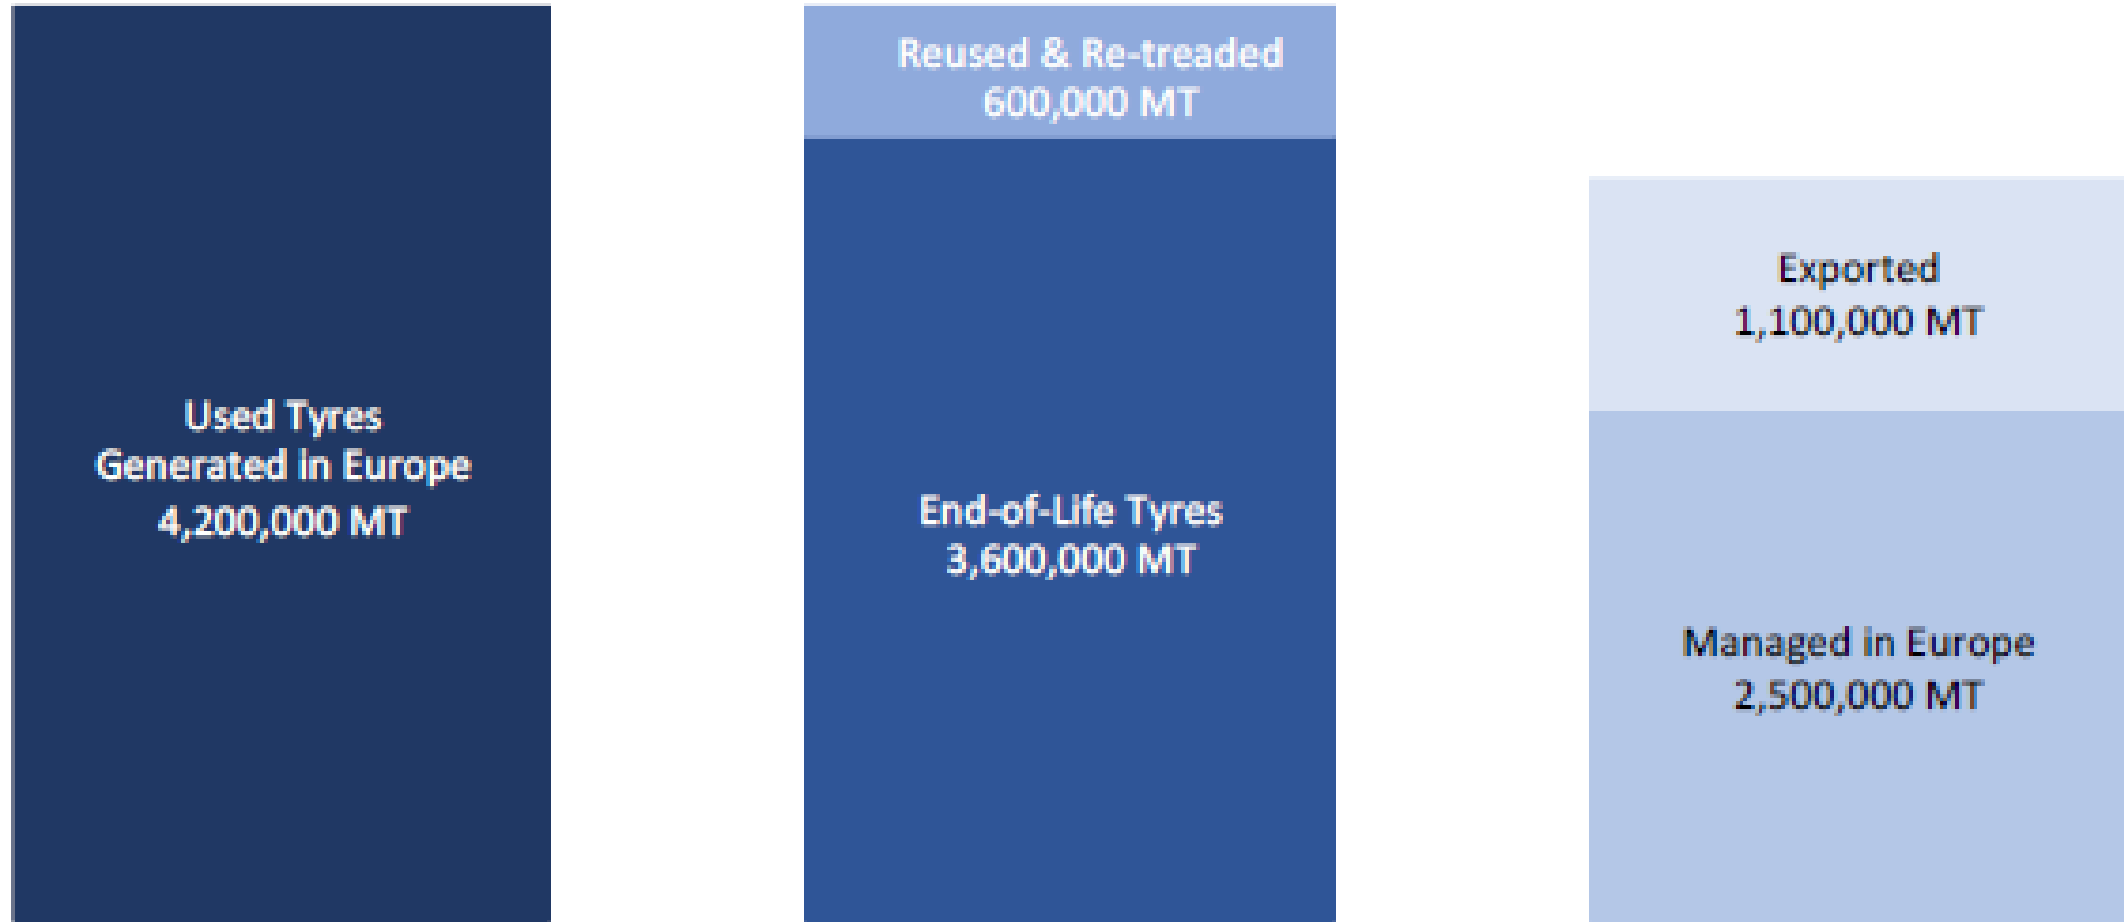 Used Tyres
Generated in Europe
4,200,000 MT
Reused & Re-treaded
600,000 MT
End-of-Life Tyres
3,600,000 MT
Exported
1,100,000 MT
Managed in Europe
2,500,000 MT